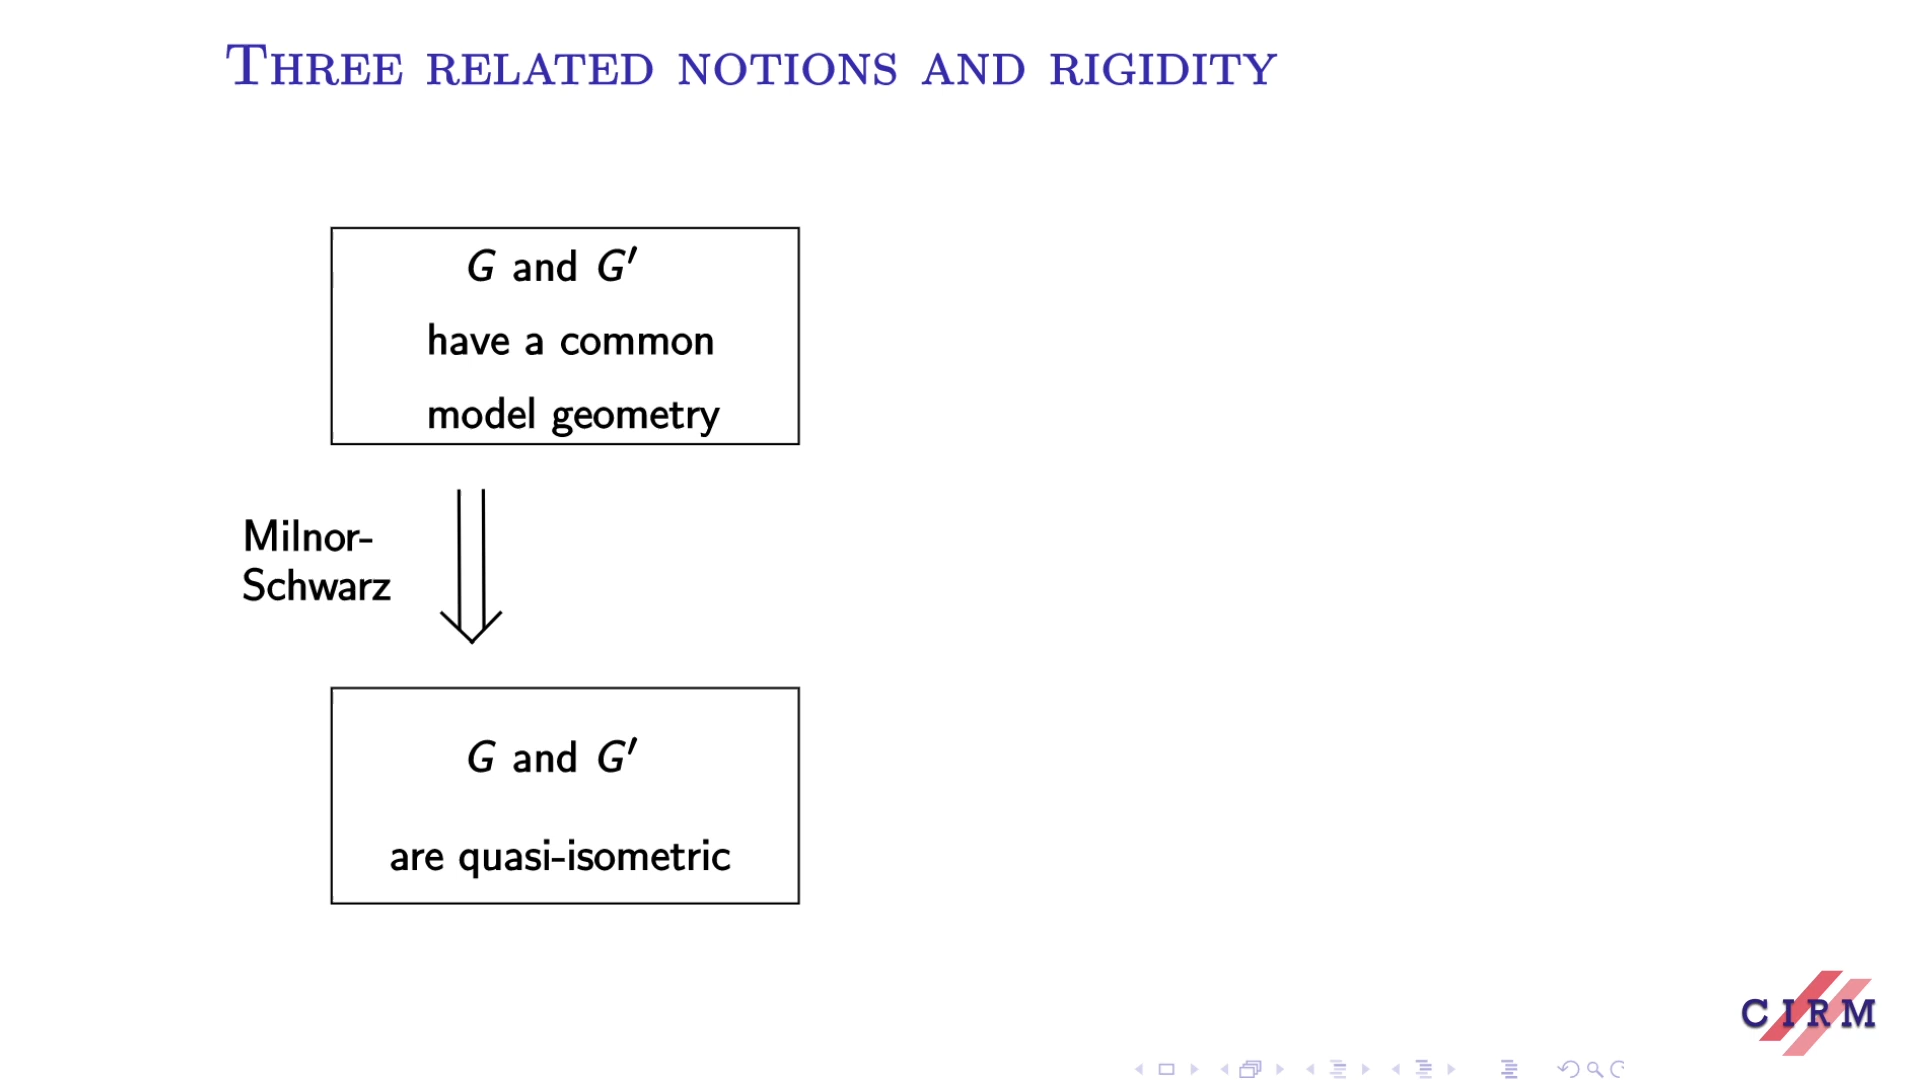 Three related notions and rigidity
G and G′
have a common
model geometry
Milnor-
Schwarz
G and G′
are quasi-isometric
CIRM